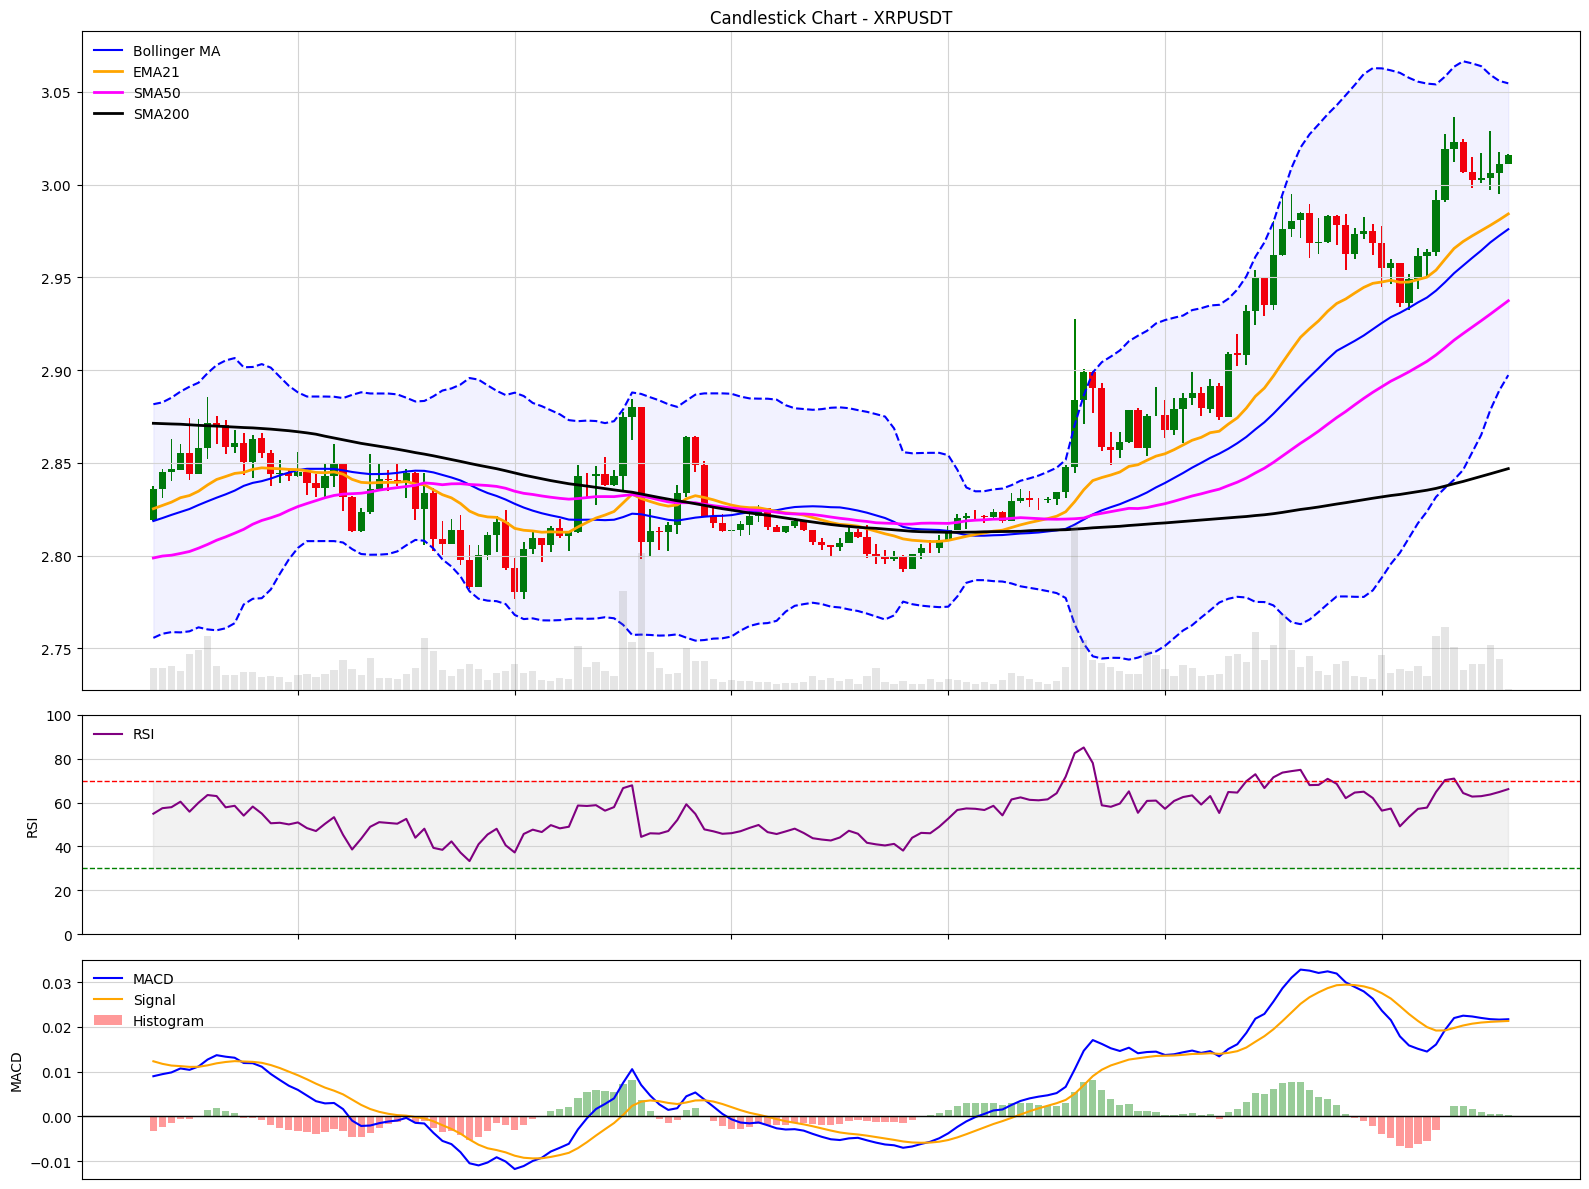 Candlestick Chart - XRPUSDT
Bollinger MA
EMA21
SMA50
SMA200
3.05
3.00
2.95
2.90
2.85
2.80
2.75
RSI
RSI
100
80
60
40
20
0
MACD
Signal
Histogram
MACD
0.03
0.02
0.01
0.00
−0.01